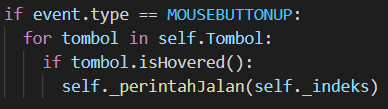 if event.type == MOUSEBUTTONUP:
for tombol in self.Tombol:
if tombol.isHovered():
self._perintahJalan(self._indeks)